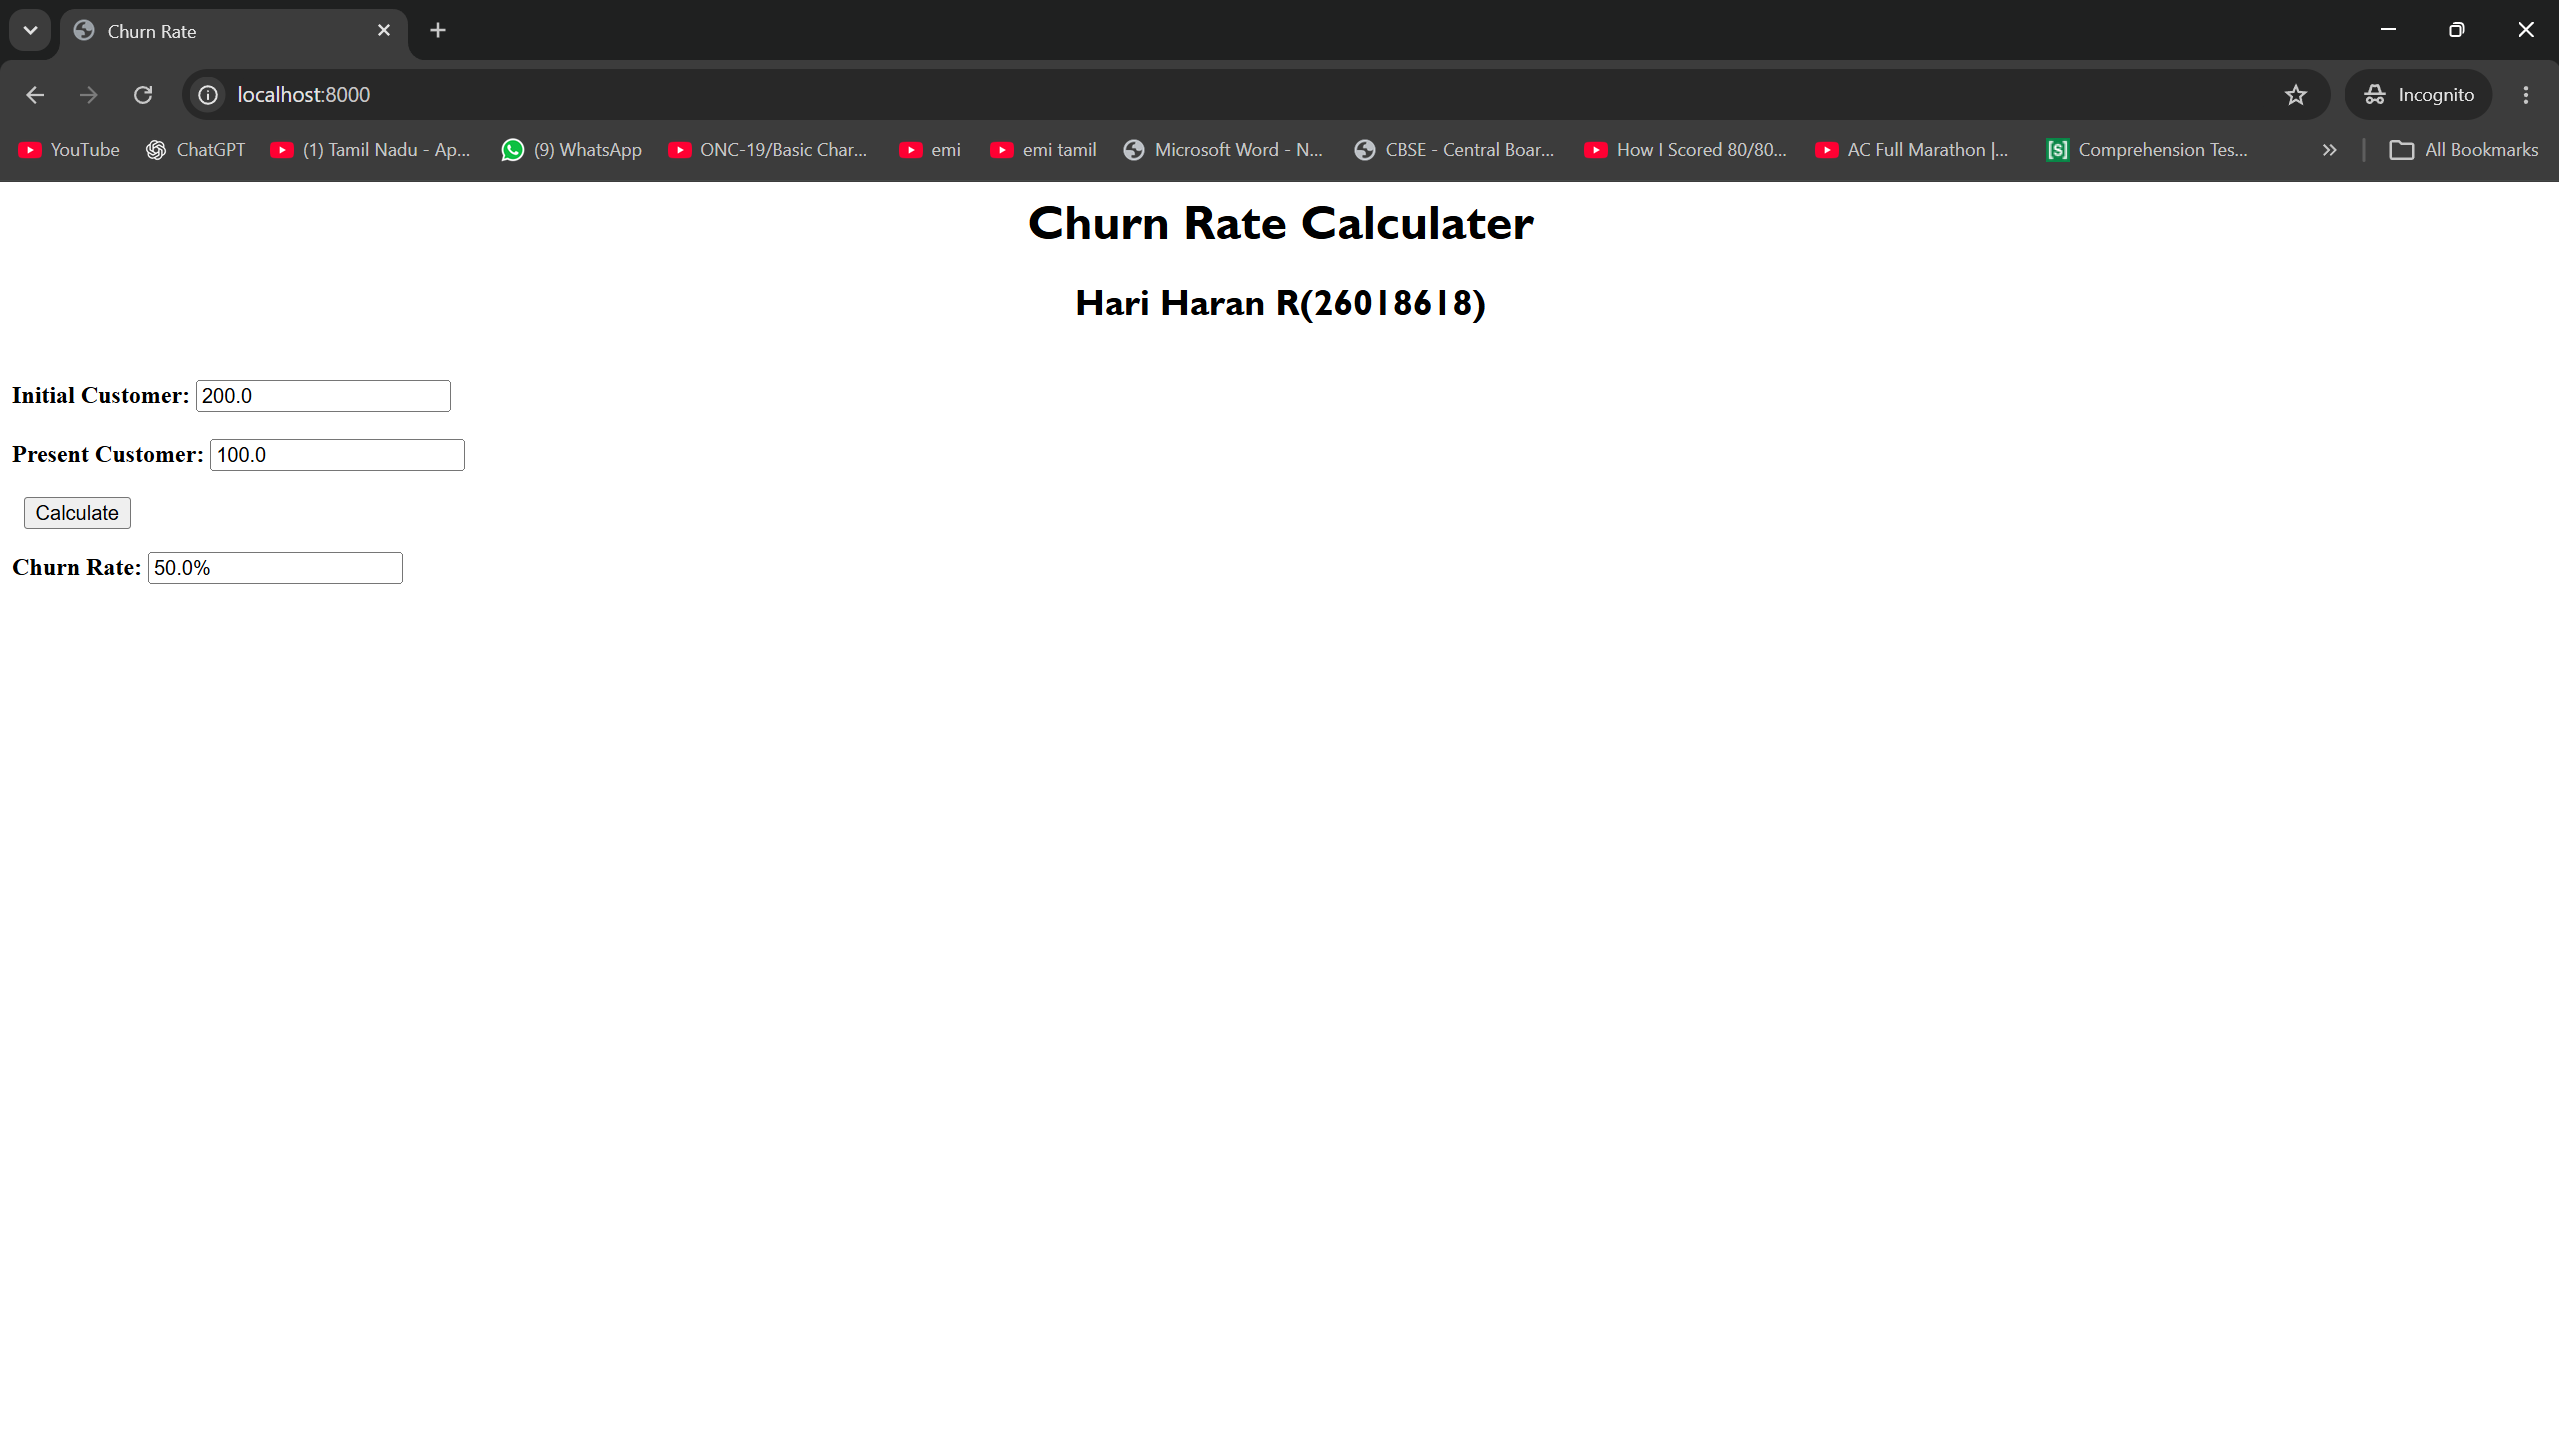 Churn Rate
localhost:8000
Incognito
YouTube ChatGPT (1) Tamil Nadu - Ap... (9) WhatsApp ONC-19/Basic Char... emi emi tamil Microsoft Word - N... CBSE - Central Boar... How I Scored 80/80... AC Full Marathon |... [S] Comprehension Tes... All Bookmarks
Churn Rate Calculater
Hari Haran R(26018618)
Initial Customer: 200.0
Present Customer: 100.0
Calculate
Churn Rate: 50.0%